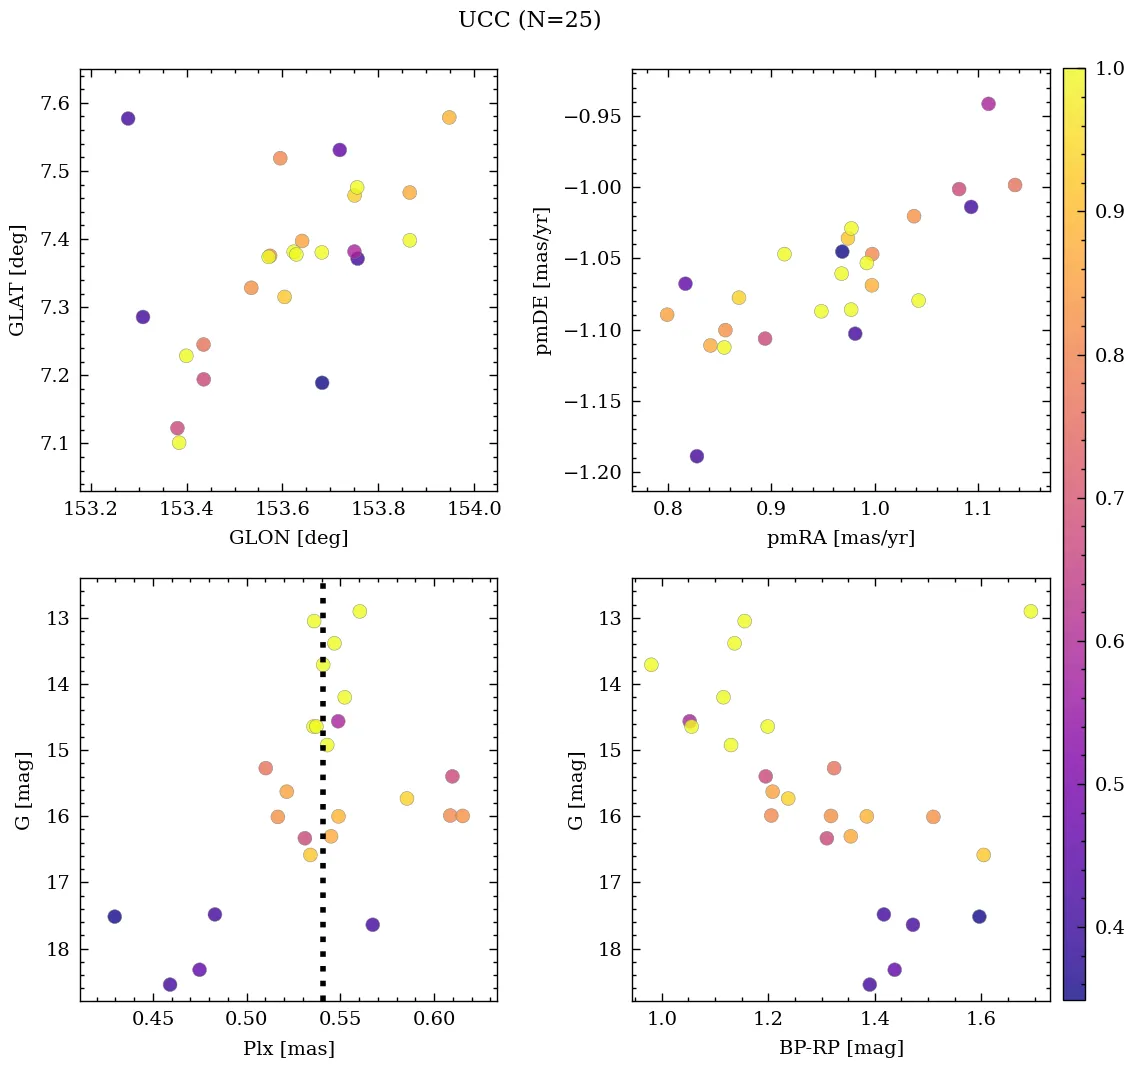 UCC (N=25)
7.6
7.5
7.4
7.3
7.2
7.1
GLAT [deg]
153.2 153.4 153.6 153.8 154.0
GLON [deg]
−0.95
−1.00
−1.05
−1.10
−1.15
−1.20
pmDE [mas/yr]
0.8 0.9 1.0 1.1
pmRA [mas/yr]
13
14
15
16
17
18
G [mag]
0.45 0.50 0.55 0.60
Plx [mas]
13
14
15
16
17
18
G [mag]
1.0 1.2 1.4 1.6
BP-RP [mag]
1.0
0.9
0.8
0.7
0.6
0.5
0.4